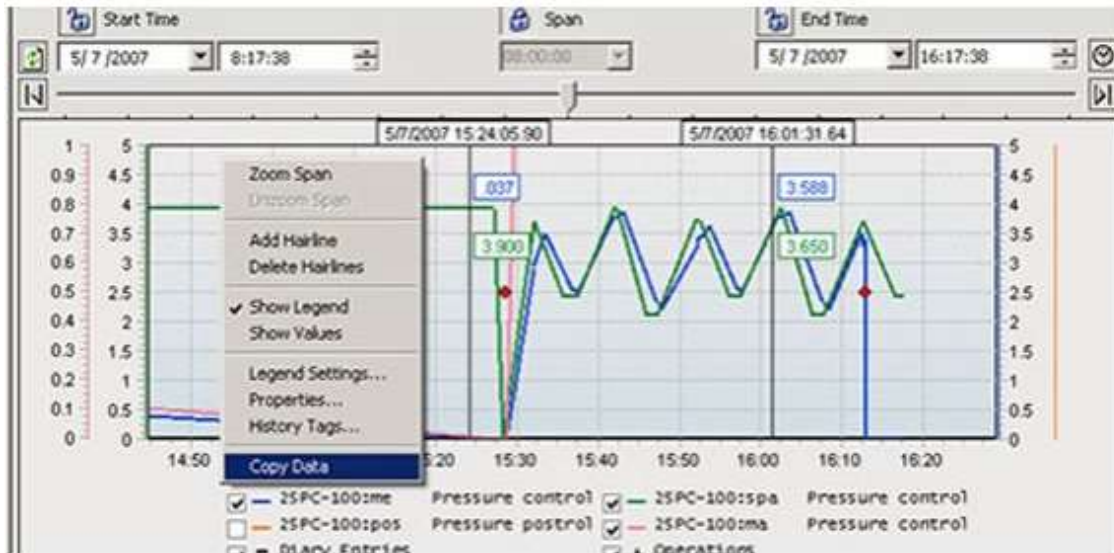 Start Time Span End Time
5/ 7 /2007 8:17:38 08:00:00 5/ 7 /2007 16:17:38
5/7/2007 15:24:05.90 5/7/2007 16:01:31.64
1 5 5
0.9 4.5 4.5
0.8 4 4
0.7 3.5 3.5
0.6 3 3
0.5 2.5 2.5
0.4 2 2
0.3 1.5 1.5
0.2 1 1
0.1 0.5 0.5
0 0 0
Zoom Span
Unzoom Span
Add Hairline
Delete Hairlines
Show Legend
Show Values
Legend Settings...
Properties...
History Tags...
Copy Data
.037 3.588
3.900 3.650
14:50 5:20 15:30 15:40 15:50 16:00 16:10 16:20
25PC-100:me Pressure control 25PC-100:spa Pressure control
25PC-100:pos Pressure postrol 25PC-100:ma Pressure control
Diary Entries Operations